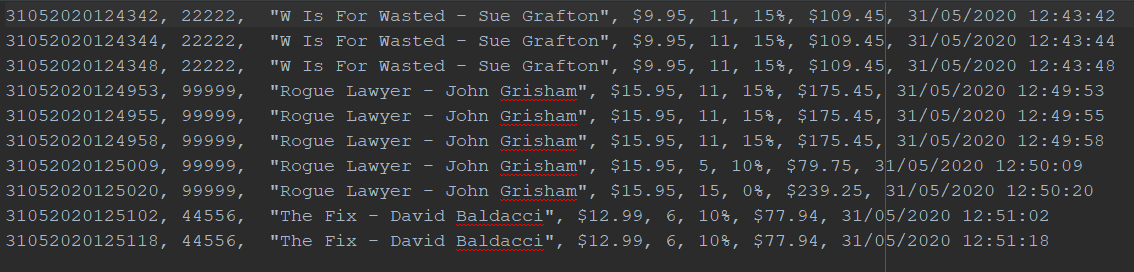 31052020124342, 22222,  "W Is For Wasted – Sue Grafton", $9.95, 11, 15%, $109.45, 31/05/2020 12:43:42
31052020124344, 22222,  "W Is For Wasted – Sue Grafton", $9.95, 11, 15%, $109.45, 31/05/2020 12:43:44
31052020124348, 22222,  "W Is For Wasted – Sue Grafton", $9.95, 11, 15%, $109.45, 31/05/2020 12:43:48
31052020124953, 99999,  "Rogue Lawyer – John Grisham", $15.95, 11, 15%, $175.45, 31/05/2020 12:49:53
31052020124955, 99999,  "Rogue Lawyer – John Grisham", $15.95, 11, 15%, $175.45, 31/05/2020 12:49:55
31052020124958, 99999,  "Rogue Lawyer – John Grisham", $15.95, 11, 15%, $175.45, 31/05/2020 12:49:58
31052020125009, 99999,  "Rogue Lawyer – John Grisham", $15.95, 5, 10%, $79.75, 31/05/2020 12:50:09
31052020125020, 99999,  "Rogue Lawyer – John Grisham", $15.95, 15, 0%, $239.25, 31/05/2020 12:50:20
31052020125102, 44556,  "The Fix – David Baldacci", $12.99, 6, 10%, $77.94, 31/05/2020 12:51:02
31052020125118, 44556,  "The Fix – David Baldacci", $12.99, 6, 10%, $77.94, 31/05/2020 12:51:18